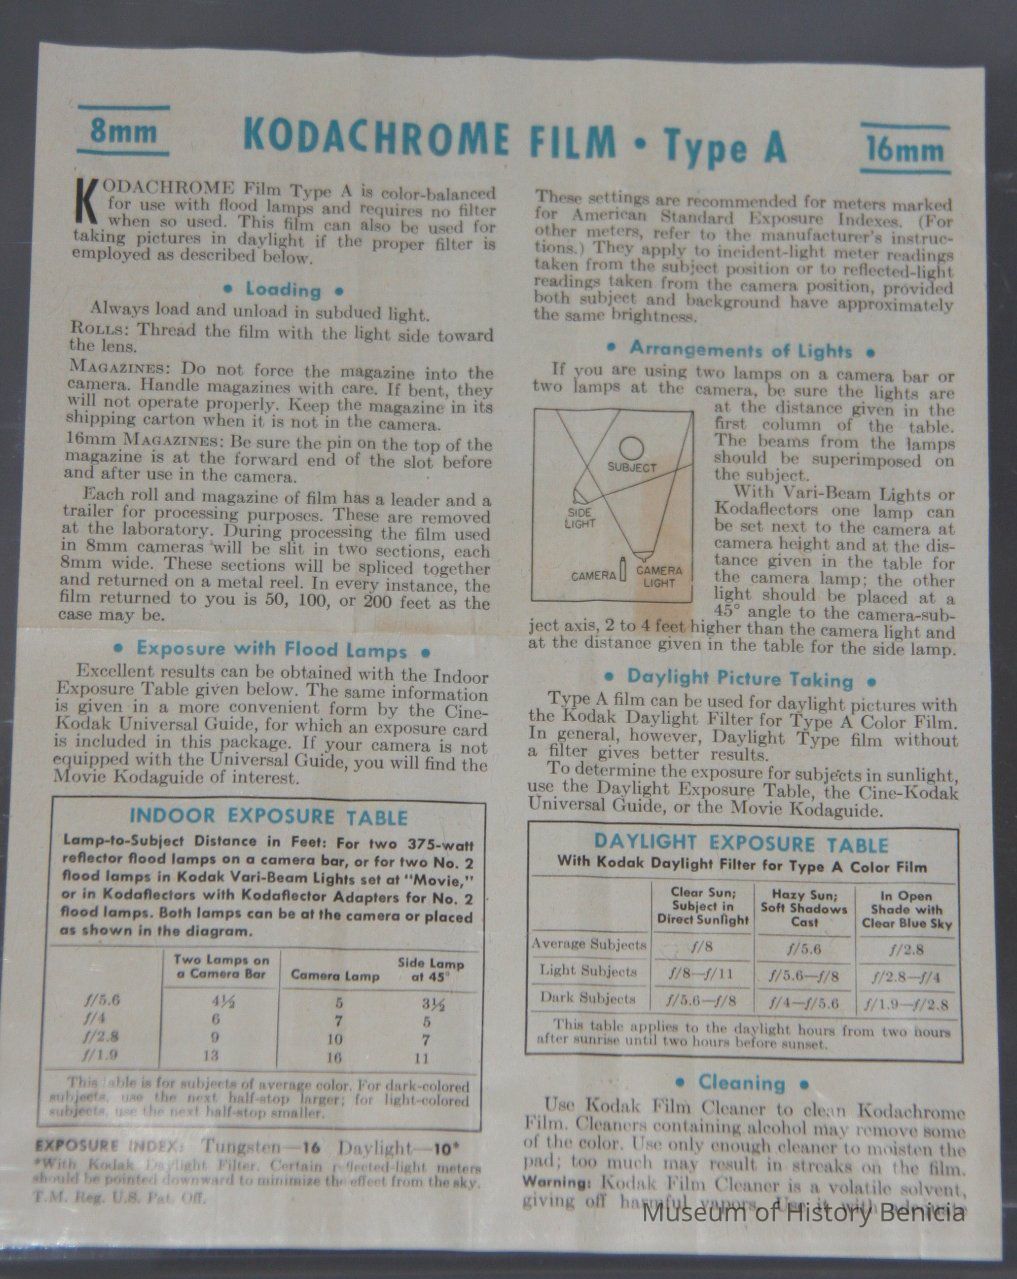 8mm
KODACHROME FILM • Type A
16mm
KODACHROME Film Type A is color-balanced
for use with flood lamps and requires no filter
when so used. This film can also be used for
taking pictures in daylight if the proper filter is
employed as described below.
• Loading •
Always load and unload in subdued light.
ROLLS: Thread the film with the light side toward
the lens.
MAGAZINES: Do not force the magazine into the
camera. Handle magazines with care. If bent, they
will not operate properly. Keep the magazine in its
shipping carton when it is not in the camera.
16mm MAGAZINES: Be sure the pin on the top of the
magazine is at the forward end of the slot before
and after use in the camera.
Each roll and magazine of film has a leader and a
trailer for processing purposes. These are removed
at the laboratory. During processing the film used
in 8mm cameras will be slit in two sections, each
8mm wide. These sections will be spliced together
and returned on a metal reel. In every instance, the
film returned to you is 50, 100, or 200 feet as the
case may be.
• Exposure with Flood Lamps •
Excellent results can be obtained with the Indoor
Exposure Table given below. The same information
is given in a more convenient form by the Cine-
Kodak Universal Guide, for which an exposure card
is included in this package. If your camera is not
equipped with the Universal Guide, you will find the
Movie Kodaguide of interest.
INDOOR EXPOSURE TABLE
Lamp-to-Subject Distance in Feet: For two 375-watt
reflector flood lamps on a camera bar, or for two No. 2
flood lamps in Kodak Vari-Beam Lights set at "Movie,"
or in Kodaflectors with Kodaflector Adapters for No. 2
flood lamps. Both lamps can be at the camera or placed
as shown in the diagram.
Two Lamps on
a Camera Bar
Camera Lamp
Side Lamp
at 45°
f/5.6 4½ 5 3½
f/4 6 7 5
f/2.8 9 10 7
f/1.9 13 16 11
This table is for subjects of average color. For dark-colored
subjects, use the next half-stop larger; for light-colored
subjects, use the next half-stop smaller.
EXPOSURE INDEX: Tungsten—16 Daylight—10*
*With Kodak Daylight Filter. Certain reflected-light meters
should be pointed downward to minimize the effect from the sky.
T.M. Reg. U.S. Pat. Off.
These settings are recommended for meters marked
for American Standard Exposure Indexes. (For
other meters, refer to the manufacturer's instruc-
tions.) They apply to incident-light meter readings
taken from the subject position or to reflected-light
readings taken from the camera position, provided
both subject and background have approximately
the same brightness.
• Arrangements of Lights •
If you are using two lamps on a camera bar or
two lamps at the camera, be sure the lights are
at the distance given in the
first column of the table.
The beams from the lamps
should be superimposed on
the subject.
With Vari-Beam Lights or
Kodaflectors one lamp can
be set next to the camera at
camera height and at the dis-
tance given in the table for
the camera lamp; the other
light should be placed at a
45° angle to the camera-sub-
ject axis, 2 to 4 feet higher than the camera light and
at the distance given in the table for the side lamp.
SUBJECT
SIDE
LIGHT
CAMERA
CAMERA
LIGHT
• Daylight Picture Taking •
Type A film can be used for daylight pictures with
the Kodak Daylight Filter for Type A Color Film.
In general, however, Daylight Type film without
a filter gives better results.
To determine the exposure for subjects in sunlight,
use the Daylight Exposure Table, the Cine-Kodak
Universal Guide, or the Movie Kodaguide.
DAYLIGHT EXPOSURE TABLE
With Kodak Daylight Filter for Type A Color Film
Clear Sun;
Subject in
Direct Sunlight
Hazy Sun;
Soft Shadows
Cast
In Open
Shade with
Clear Blue Sky
Average Subjects f/8 f/5.6 f/2.8
Light Subjects f/8—f/11 f/5.6—f/8 f/2.8—f/4
Dark Subjects f/5.6—f/8 f/4—f/5.6 f/1.9—f/2.8
This table applies to the daylight hours from two hours
after sunrise until two hours before sunset.
• Cleaning •
Use Kodak Film Cleaner to clean Kodachrome
Film. Cleaners containing alcohol may remove some
of the color. Use only enough cleaner to moisten the
pad; too much may result in streaks on the film.
Warning: Kodak Film Cleaner is a volatile solvent,
giving off harmful vapors. Use it with adequate
Museum of History Benicia